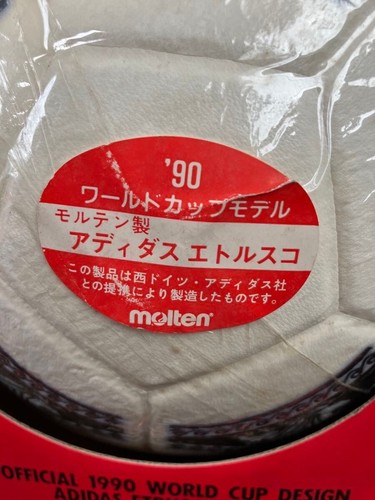 '90
ワールドカップモデル
モルテン製
アディダス エトルスコ
この製品は西ドイツ・アディダス社
との提携により製造したものです。
molten
OFFICIAL 1990 WORLD CUP DESIGN
ADIDAS